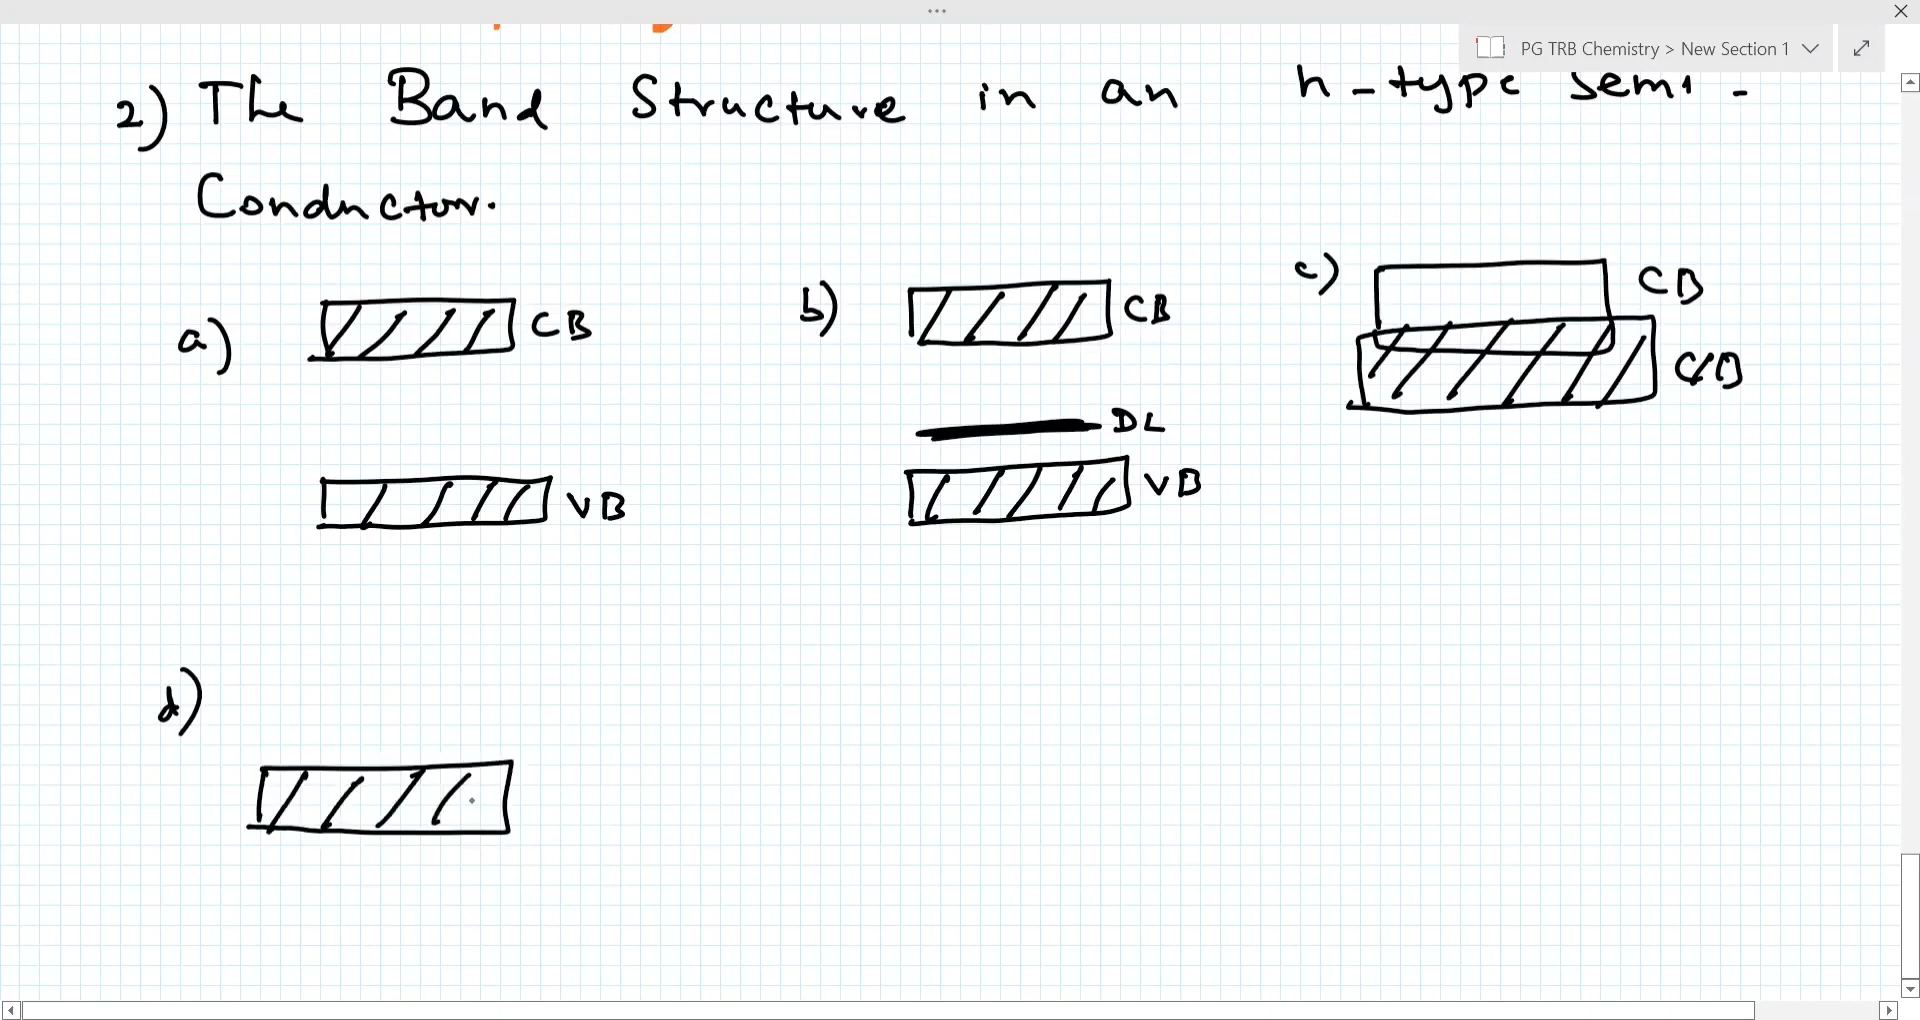 PG TRB Chemistry > New Section 1
2) The Band Structure in an n-type semi-
Conductor.
a) CB
VB
b) CB
DL
VB
c) CB
d)